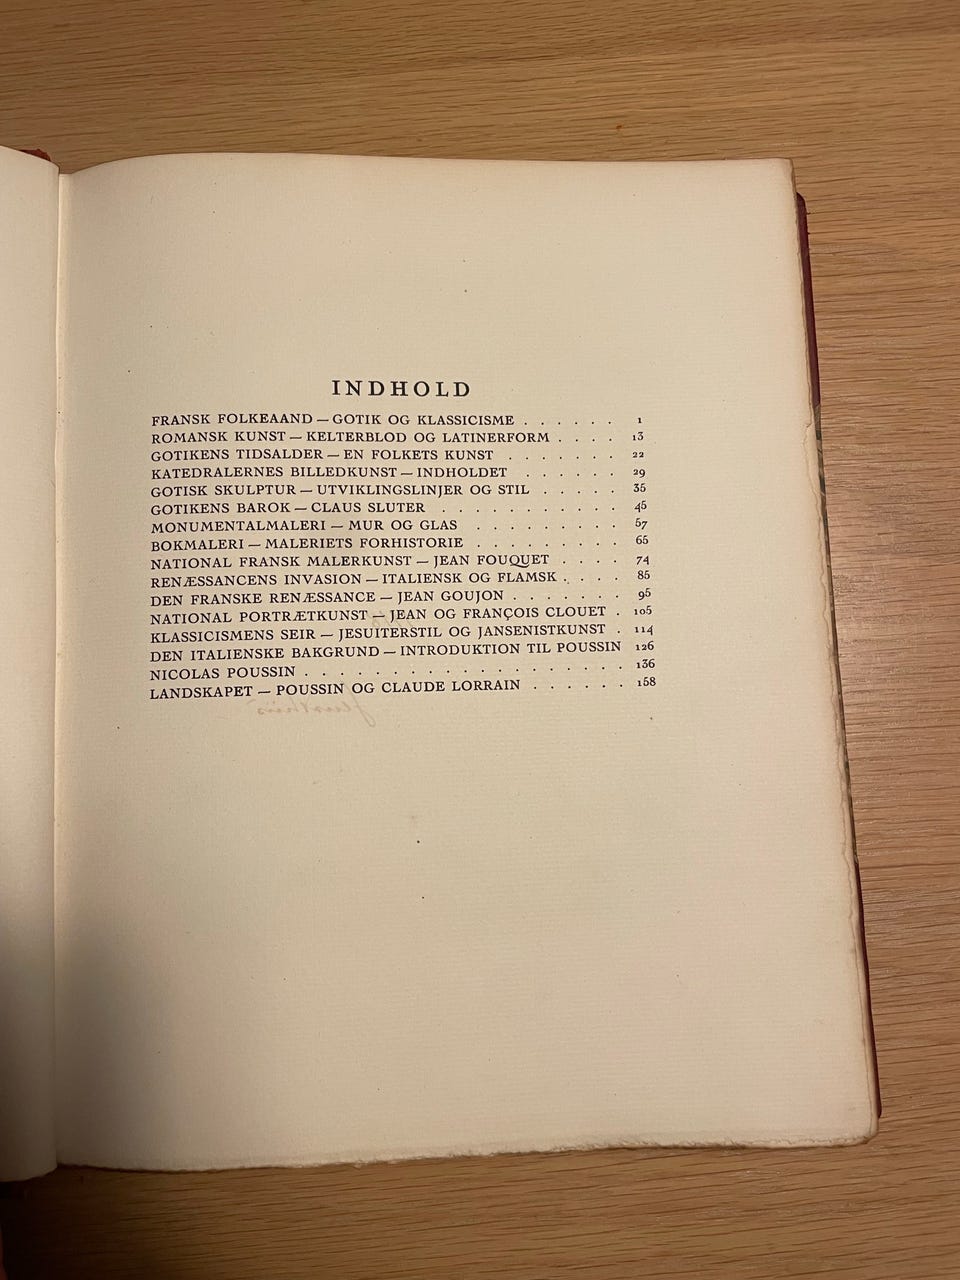 INDHOLD
FRANSK FOLKEAAND — GOTIK OG KLASSICISME . . . . . . 1
ROMANSK KUNST — KELTERBLOD OG LATINERFORM . . . . 13
GOTIKENS TIDSALDER — EN FOLKETS KUNST . . . . . . . 22
KATEDRALERNES BILLEDKUNST — INDHOLDET . . . . . . 29
GOTISK SKULPTUR — UTVIKLINGSLINJER OG STIL . . . . . 35
GOTIKENS BAROK — CLAUS SLUTER . . . . . . . . . . . 45
MONUMENTALMALERI — MUR OG GLAS . . . . . . . . . 57
BOKMALERI — MALERIETS FORHISTORIE . . . . . . . . . 65
NATIONAL FRANSK MALERKUNST — JEAN FOUQUET . . . . 74
RENÆSSANCENS INVASION — ITALIENSK OG FLAMSK . . . . 85
DEN FRANSKE RENÆSSANCE — JEAN GOUJON . . . . . . . 95
NATIONAL PORTRÆTKUNST — JEAN OG FRANÇOIS CLOUET . 105
KLASSICISMENS SEIR — JESUITERSTIL OG JANSENISTKUNST . 114
DEN ITALIENSKE BAKGRUND — INTRODUKTION TIL POUSSIN 126
NICOLAS POUSSIN . . . . . . . . . . . . . . . . . . . 136
LANDSKAPET — POUSSIN OG CLAUDE LORRAIN . . . . . . 158